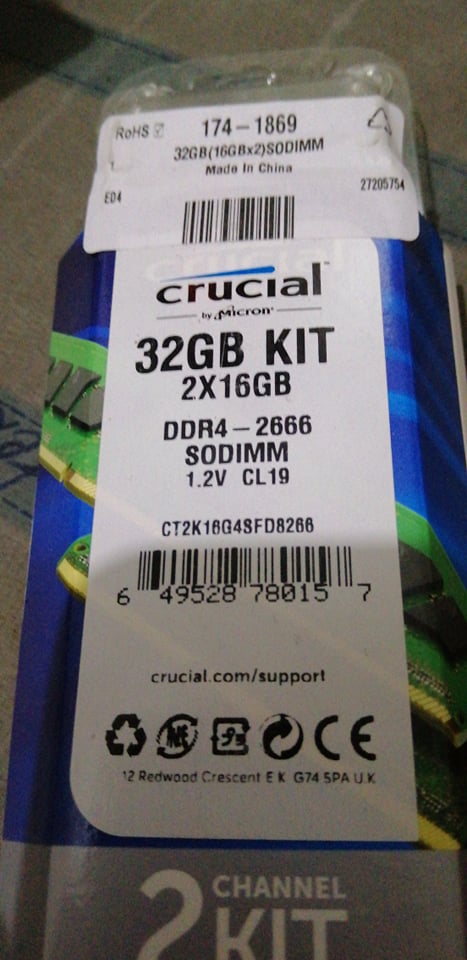 RoHS
174-1869
32GB(16GBx2)SODIMM
Made In China
E04
27205754
crucial™
by Micron®
32GB KIT
2X16GB
DDR4-2666
SODIMM
1.2V CL19
CT2K16G4SFD8266
6 49528 78015 7
crucial.com/support
CE
12 Redwood Crescent E K G74 5PA U.K
2 CHANNEL
KIT